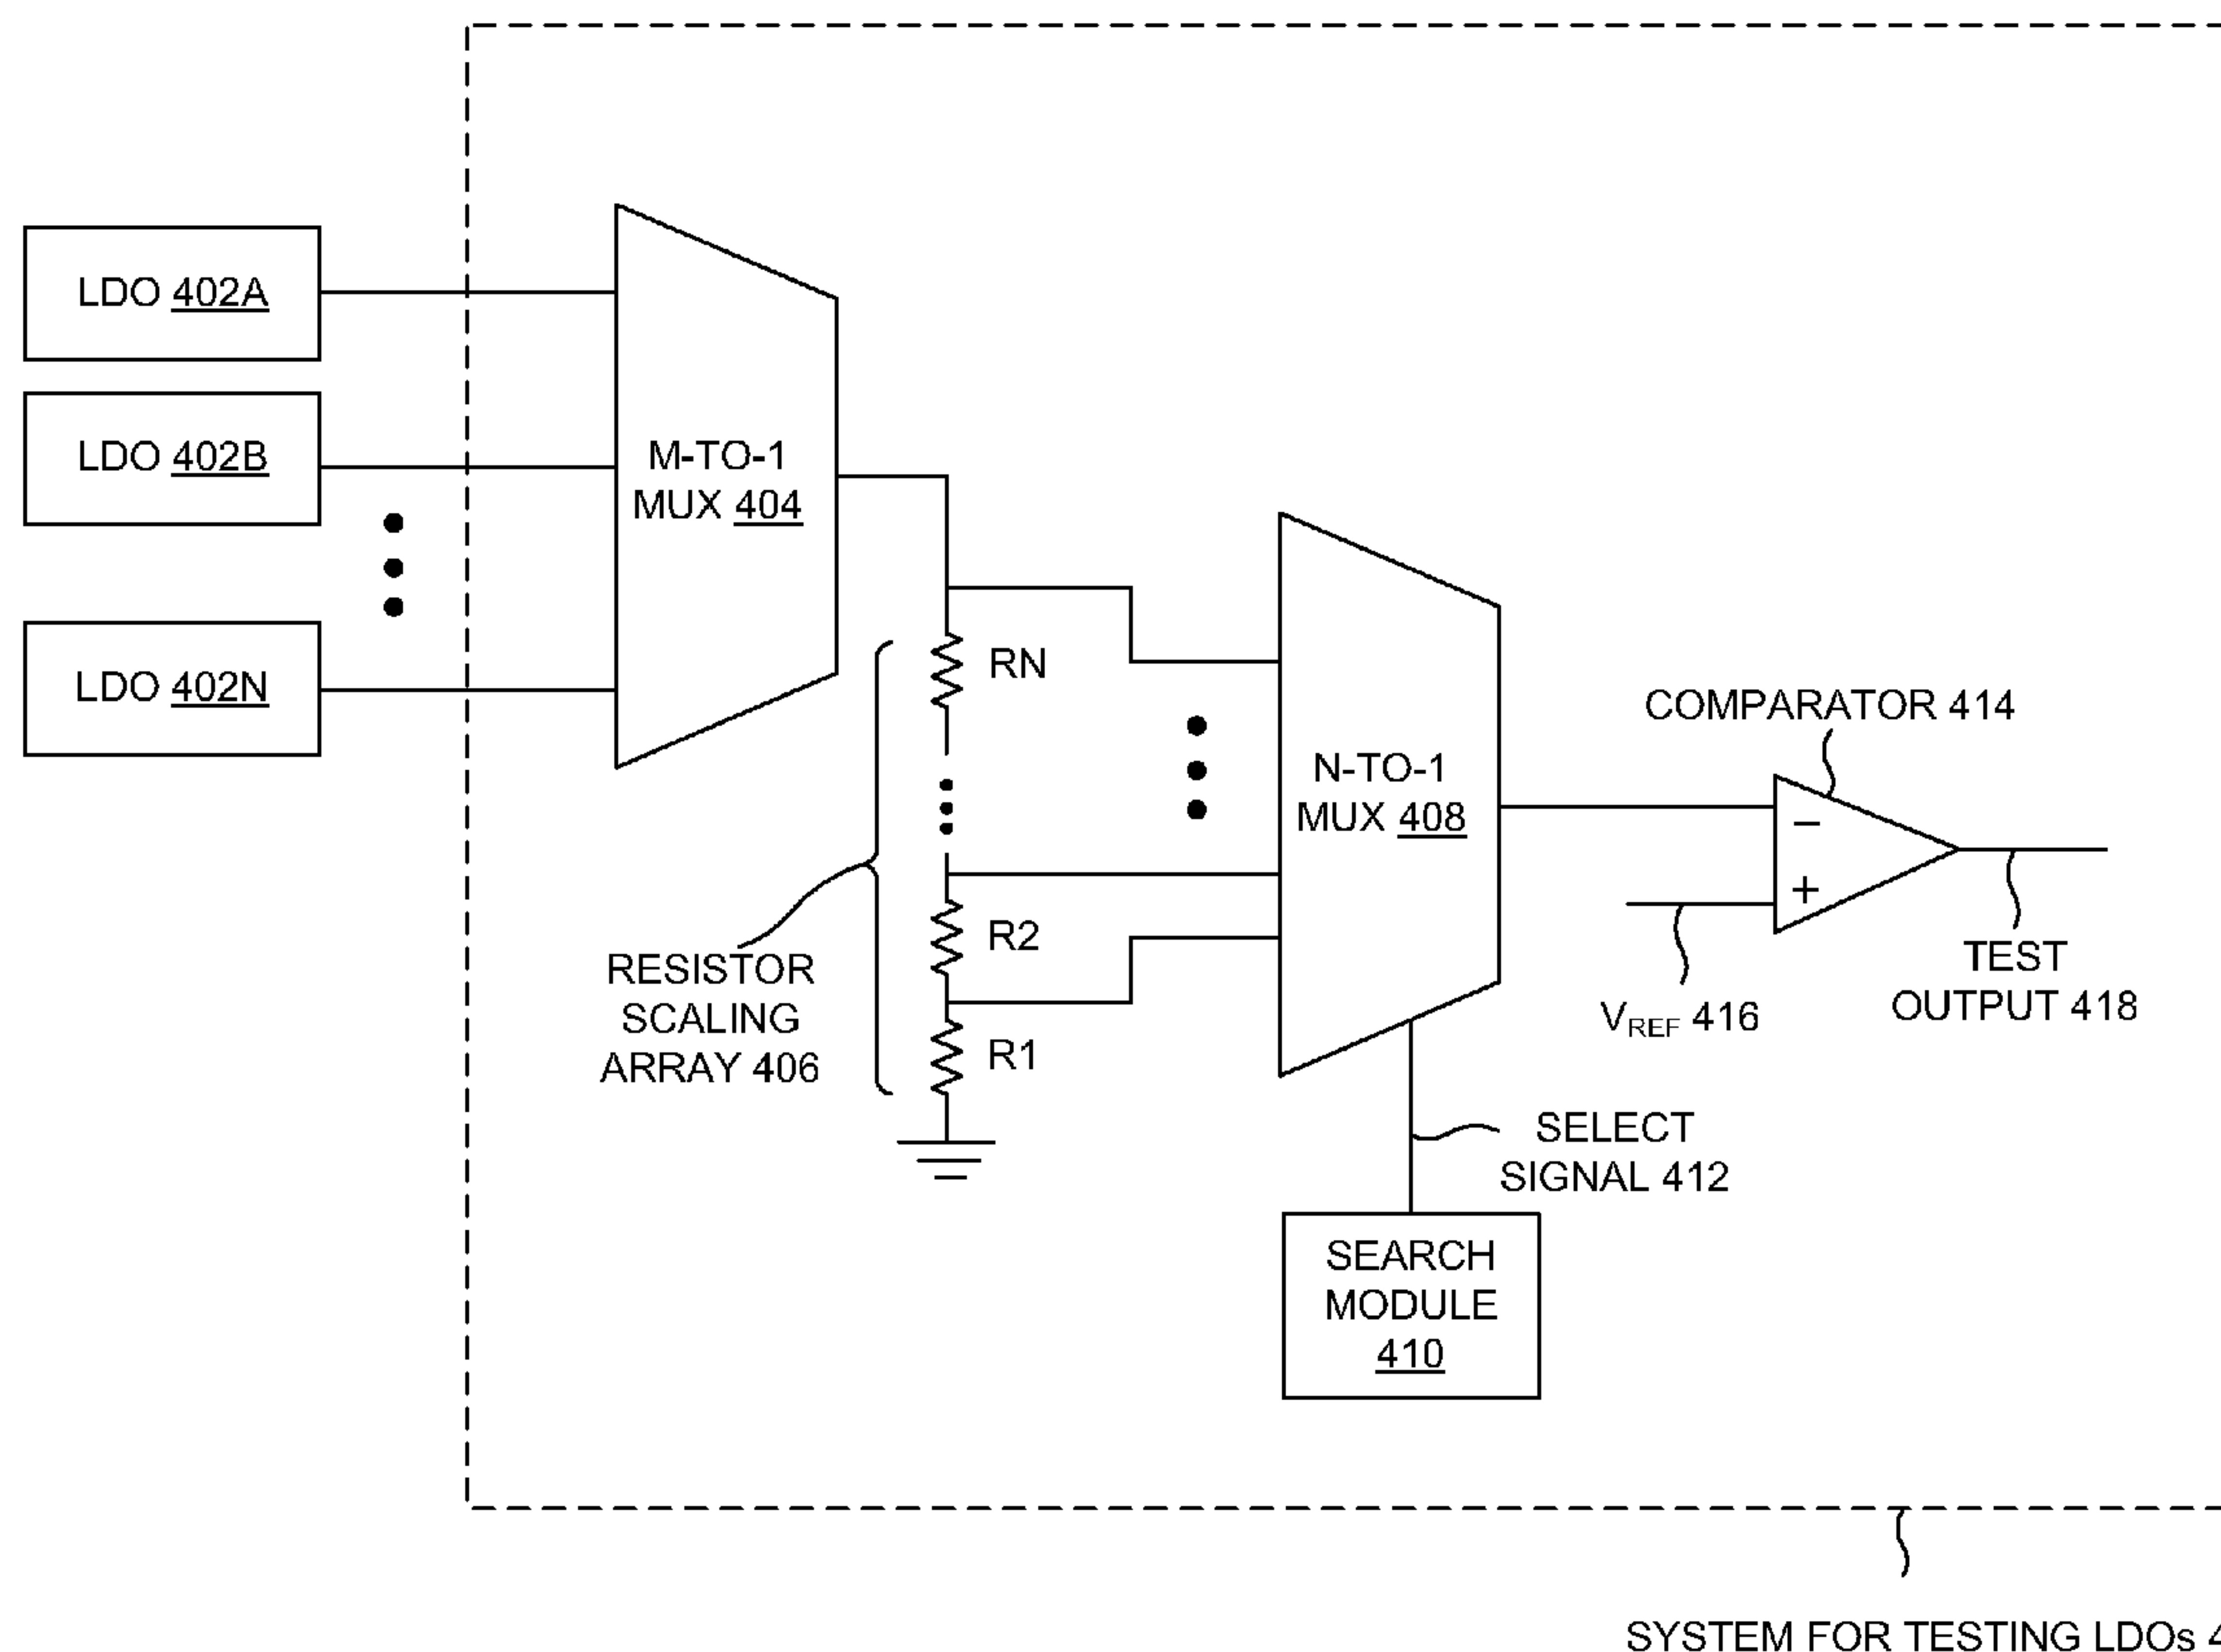 LDO 402A
LDO 402B
LDO 402N
M-TO-1
MUX 404
RN
R2
R1
RESISTOR
SCALING
ARRAY 406
N-TO-1
MUX 408
COMPARATOR 414
−
+
VREF 416
TEST
OUTPUT 418
SELECT
SIGNAL 412
SEARCH
MODULE
410
SYSTEM FOR TESTING LDOs